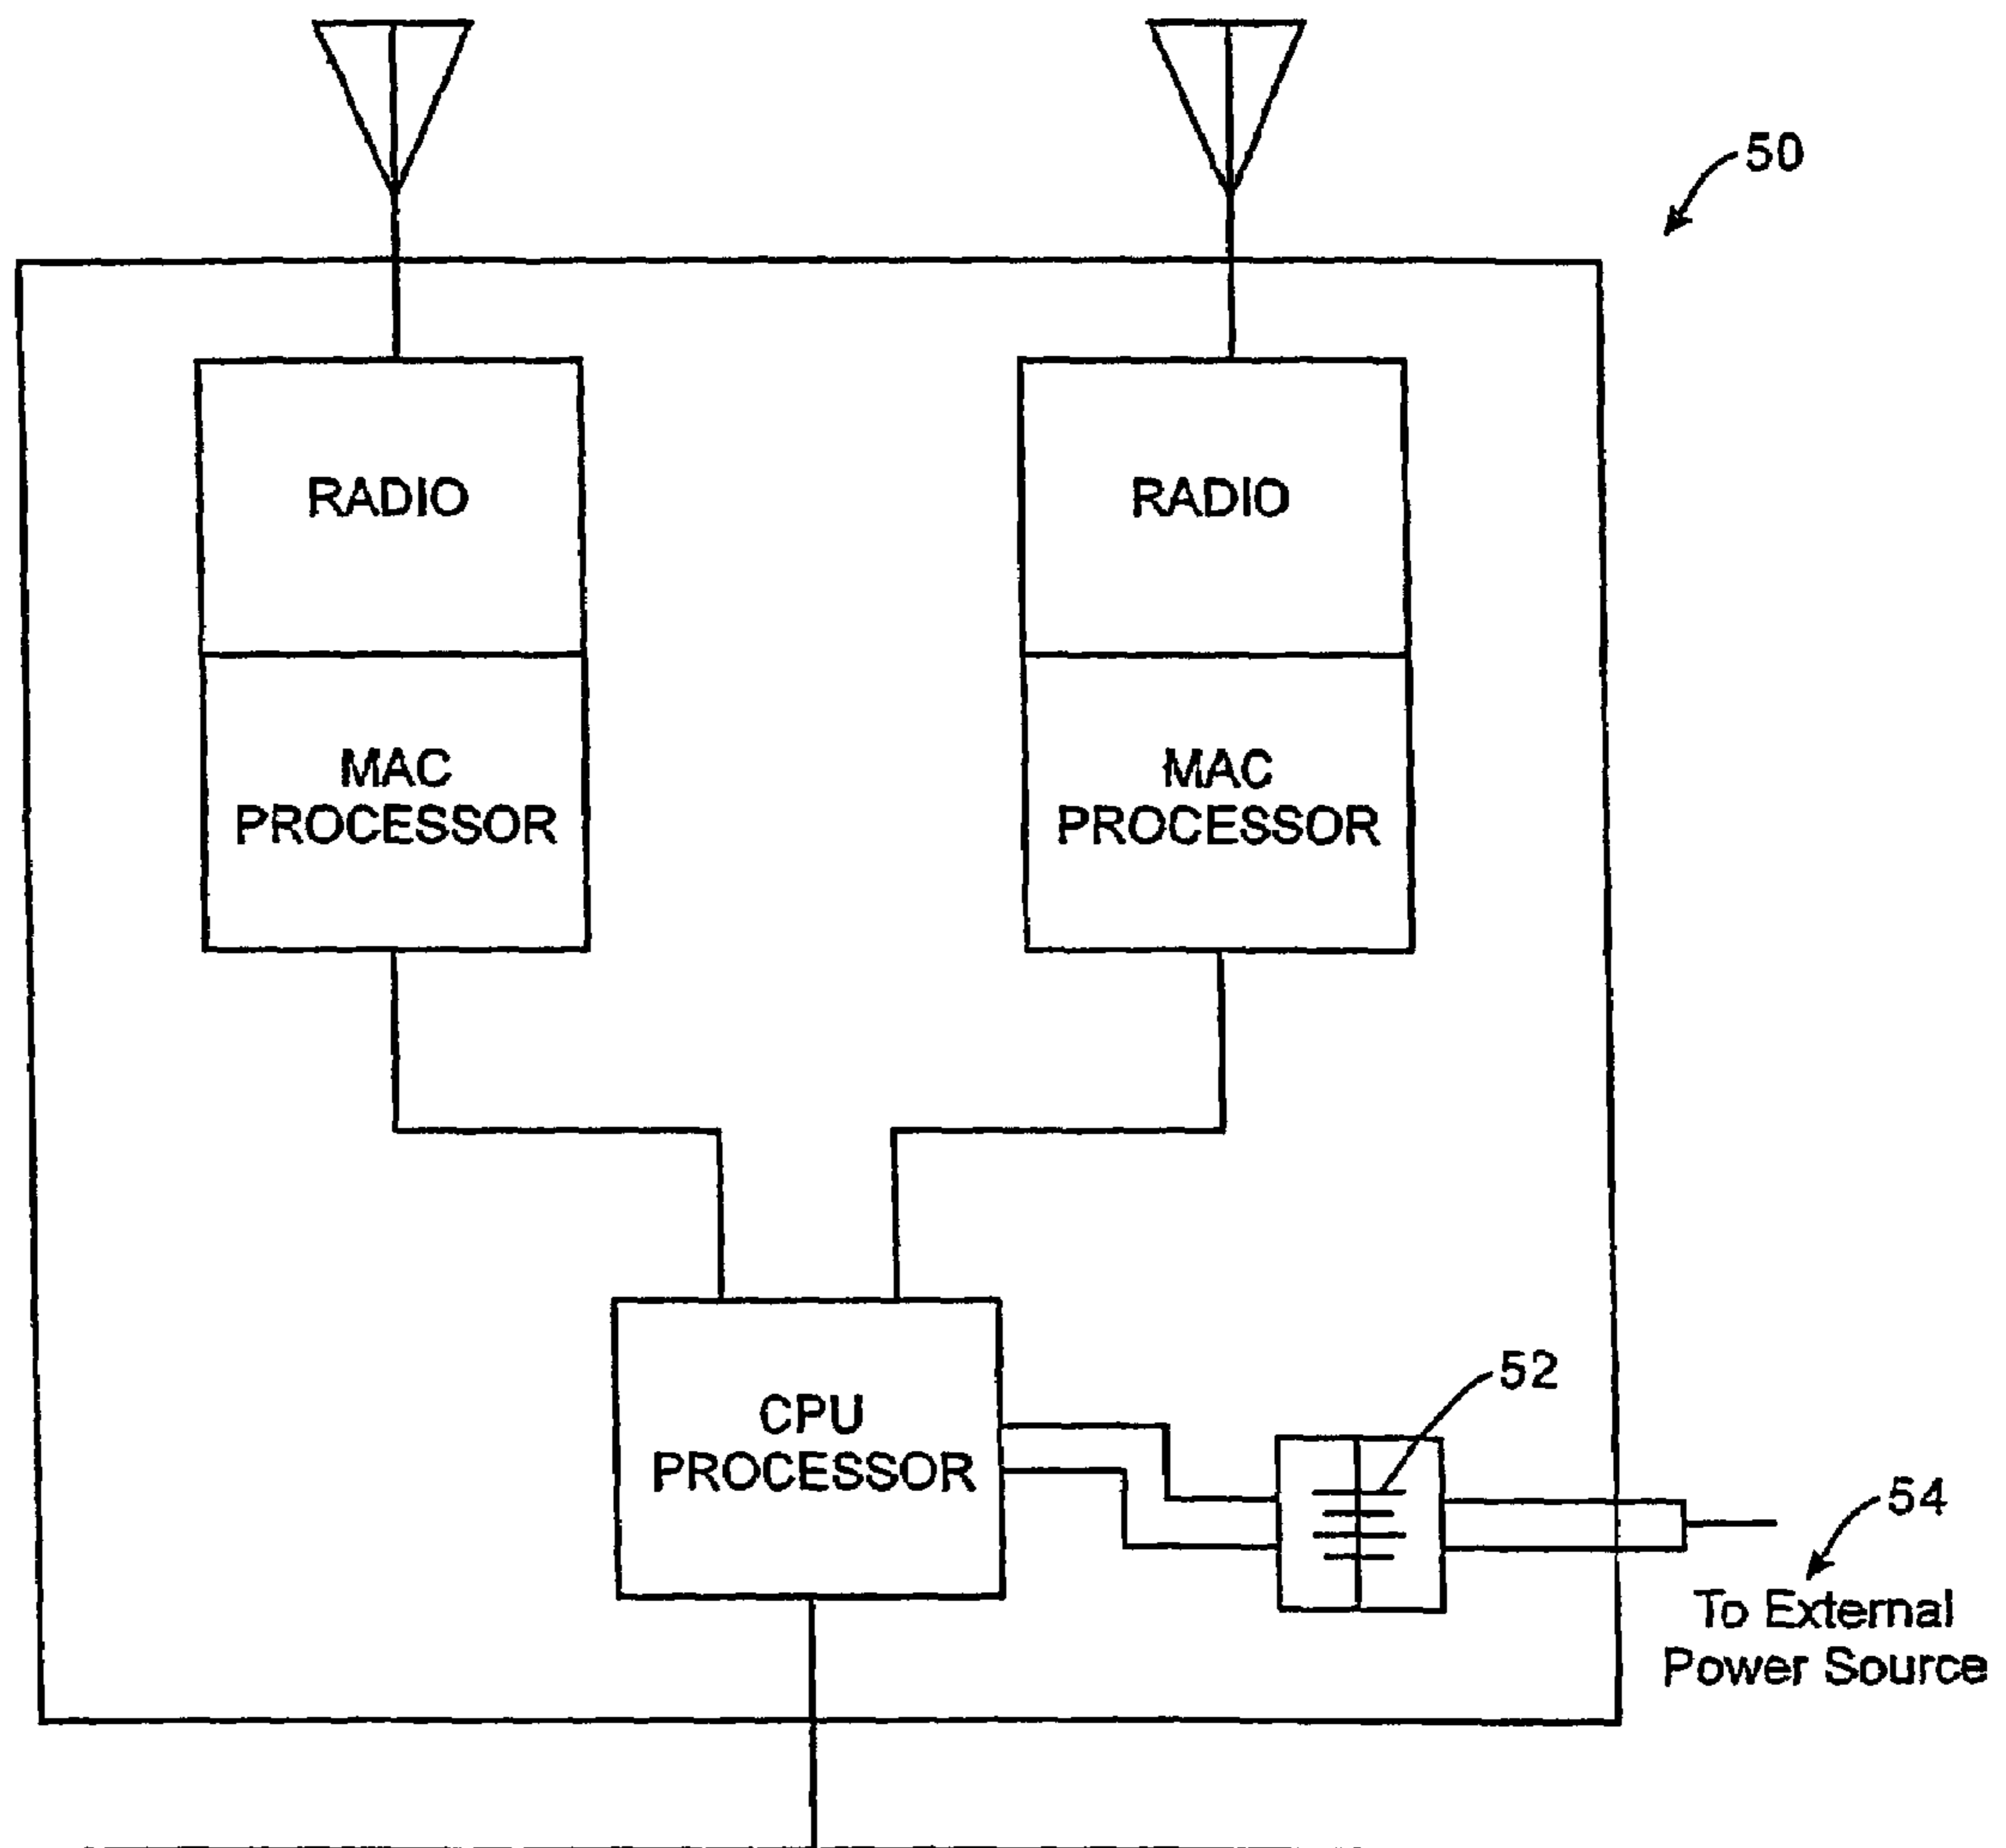 50
RADIO
RADIO
MAC
PROCESSOR
MAC
PROCESSOR
CPU
PROCESSOR
52
54
To External
Power Source